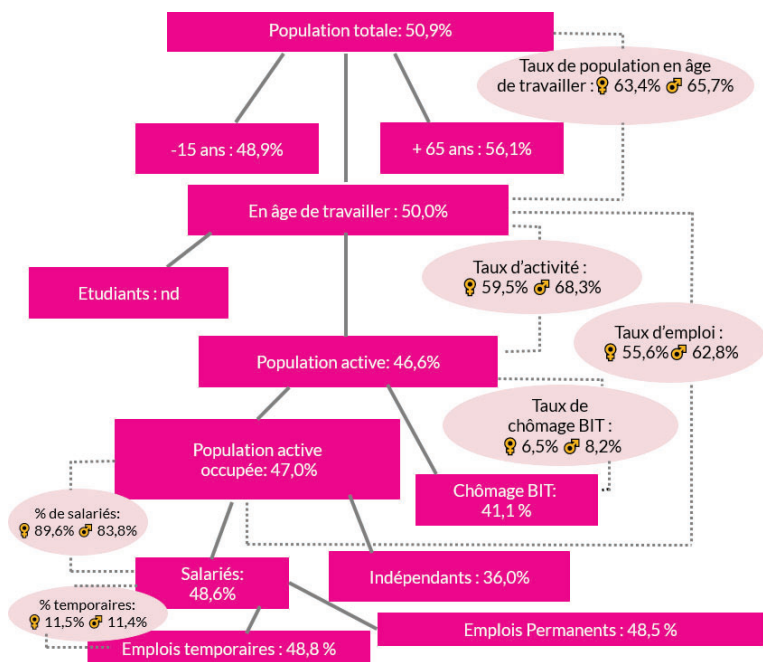 Population totale: 50,9%
Taux de population en âge
de travailler : 63,4% 65,7%
-15 ans : 48,9%
+ 65 ans : 56,1%
En âge de travailler : 50,0%
Etudiants : nd
Taux d'activité :
59,5% 68,3%
Taux d'emploi :
55,6% 62,8%
Population active: 46,6%
Taux de
chômage BIT :
6,5% 8,2%
Population active
occupée: 47,0%
Chômage BIT:
41,1 %
% de salariés:
89,6% 83,8%
Salariés:
48,6%
Indépendants : 36,0%
% temporaires:
11,5% 11,4%
Emplois temporaires : 48,8 %
Emplois Permanents : 48,5 %